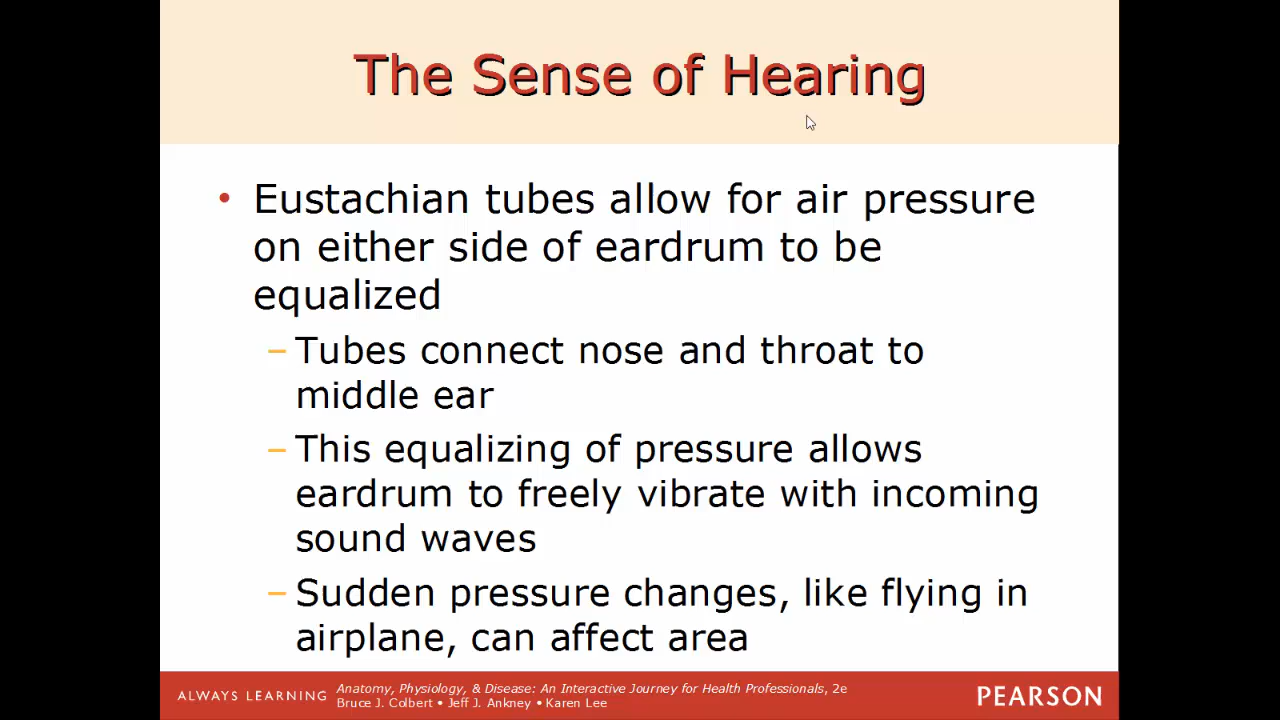 The Sense of Hearing
• Eustachian tubes allow for air pressure
on either side of eardrum to be
equalized
– Tubes connect nose and throat to
middle ear
– This equalizing of pressure allows
eardrum to freely vibrate with incoming
sound waves
– Sudden pressure changes, like flying in
airplane, can affect area
ALWAYS LEARNING
Anatomy, Physiology, & Disease: An Interactive Journey for Health Professionals, 2e
Bruce J. Colbert • Jeff J. Ankney • Karen Lee
PEARSON